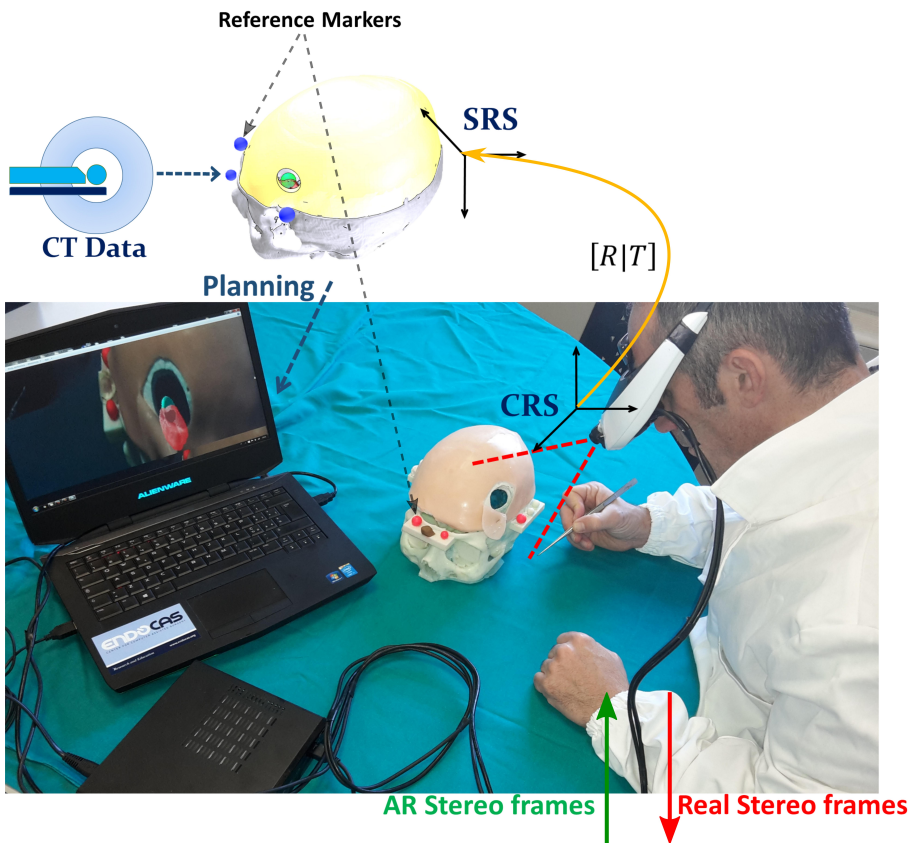 Reference Markers
SRS
CT Data
[R|T]
Planning
CRS
ALIENWARE
ENDOCAS
AR Stereo frames
Real Stereo frames